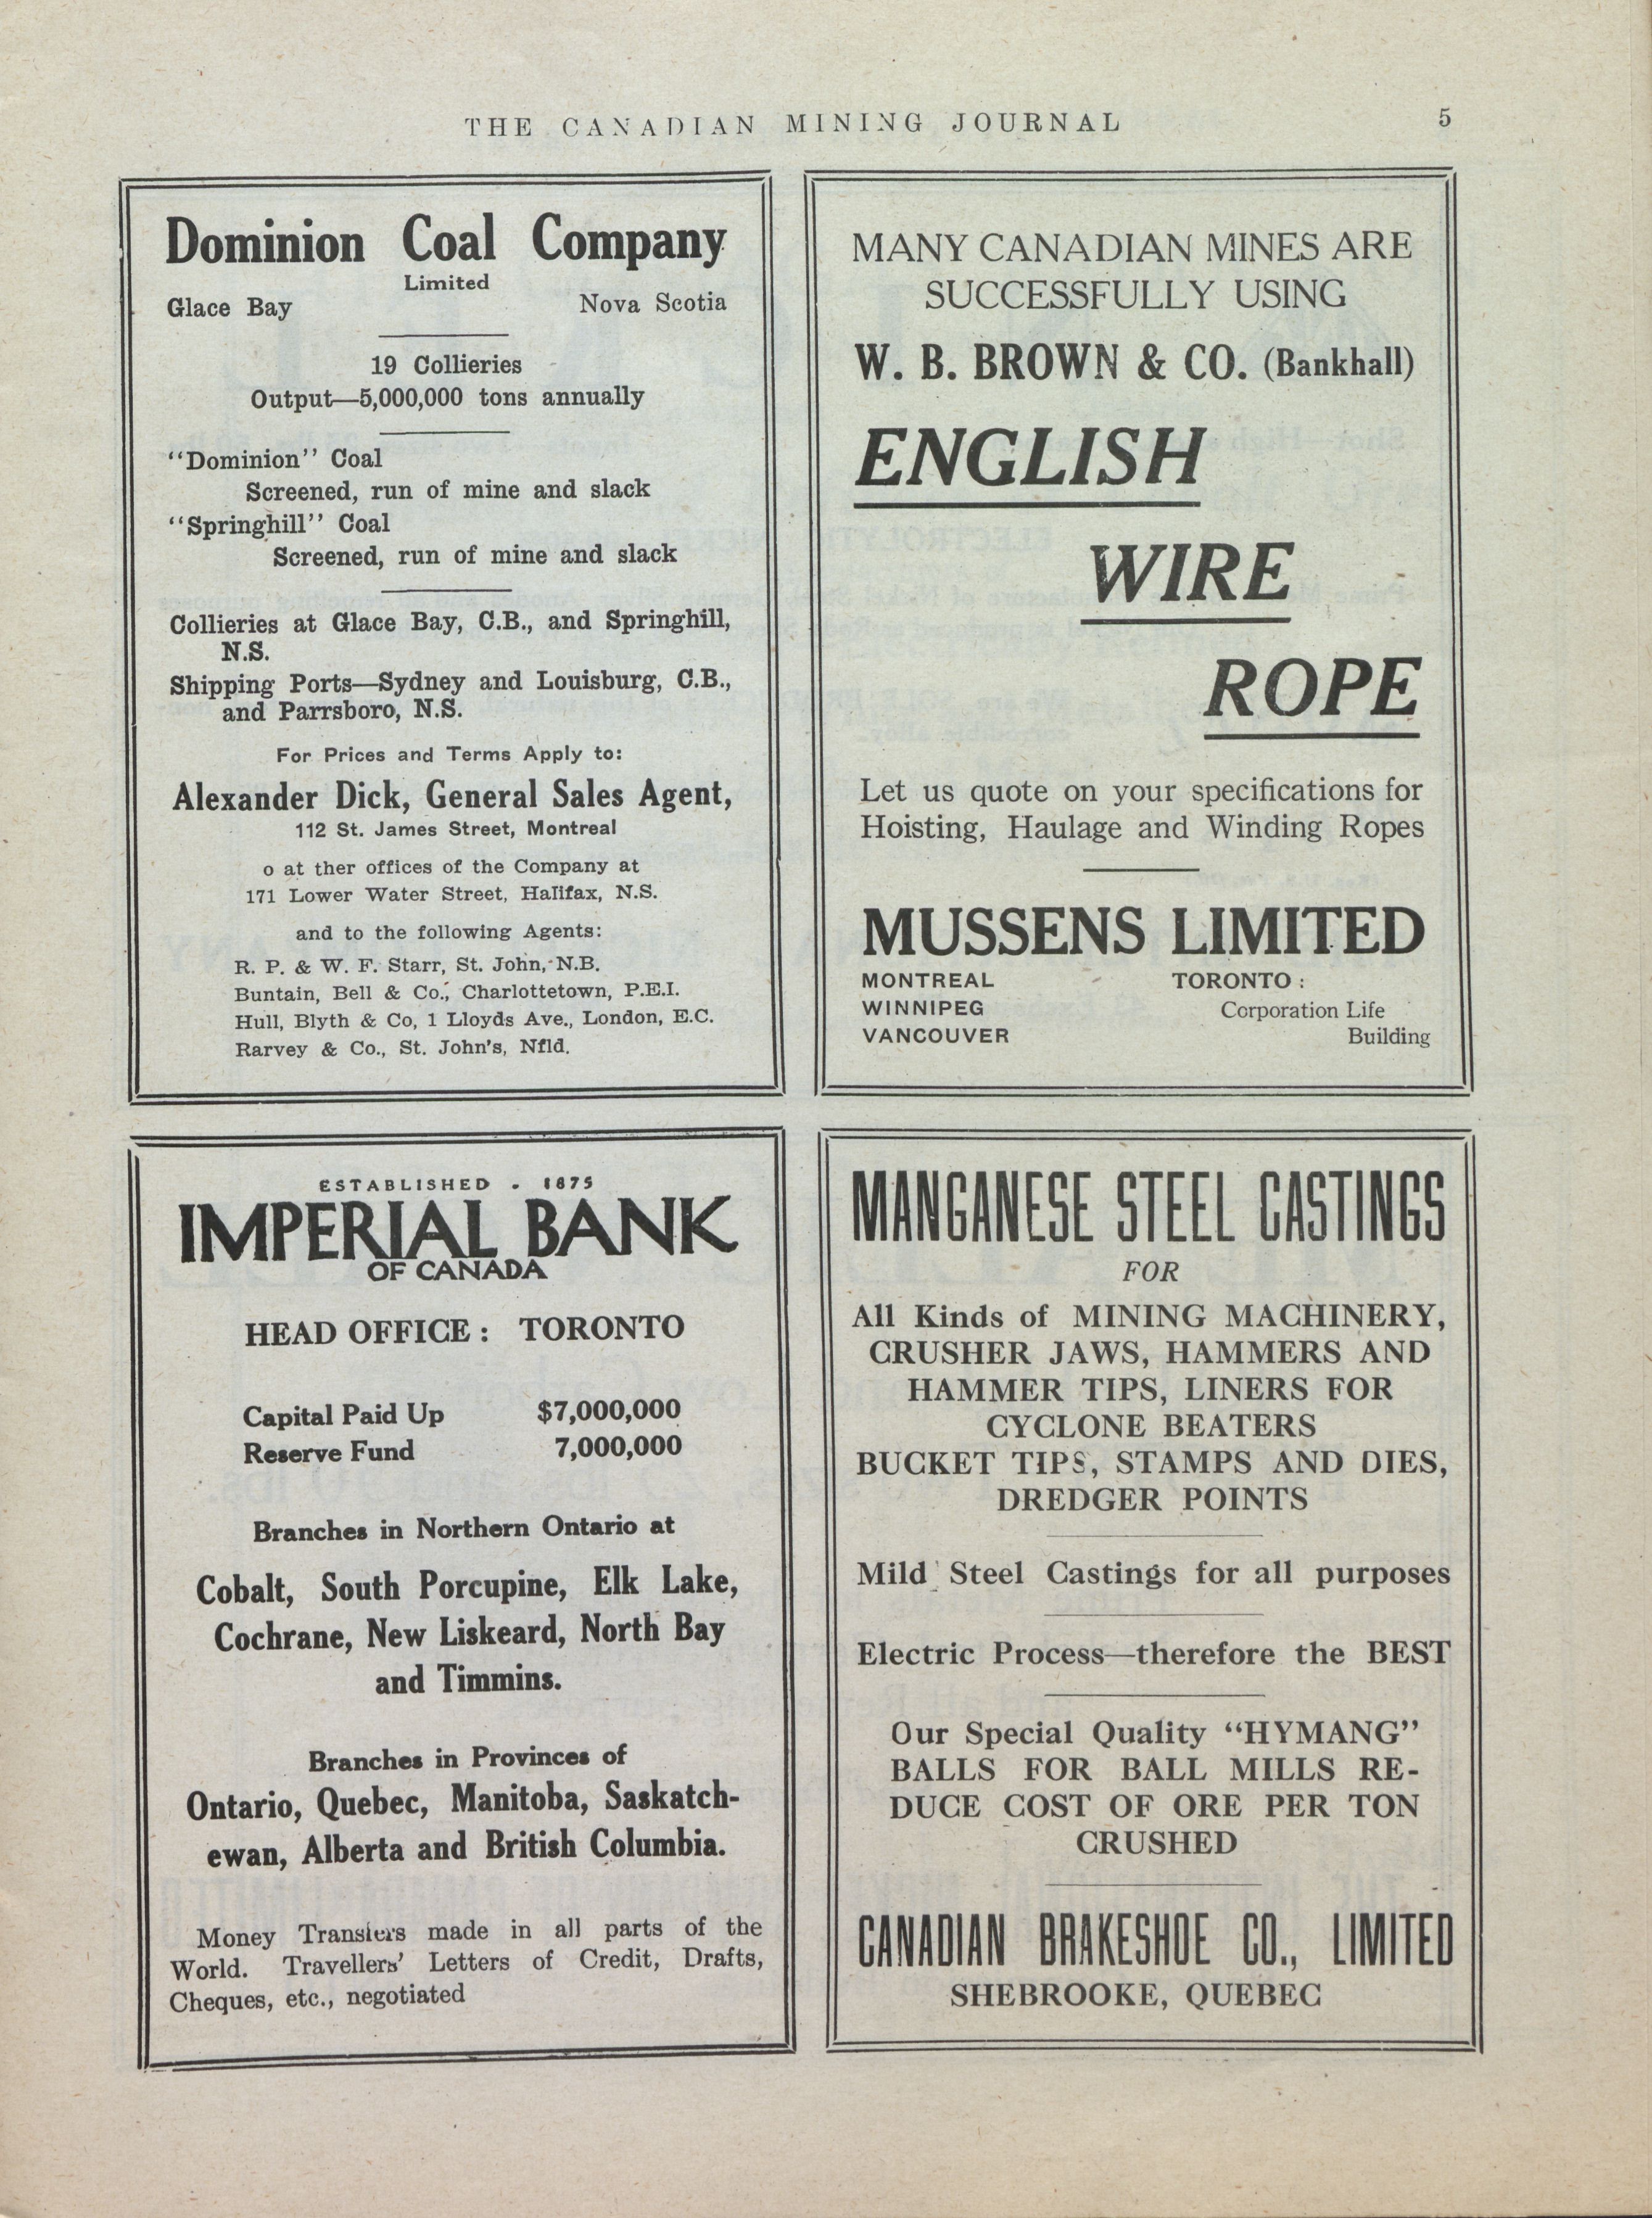 THE CANADIAN MINING JOURNAL 5
Dominion Coal Company
Limited
Glace Bay Nova Scotia
19 Collieries
Output—5,000,000 tons annually
"Dominion" Coal
Screened, run of mine and slack
"Springhill" Coal
Screened, run of mine and slack
Collieries at Glace Bay, C.B., and Springhill,
N.S.
Shipping Ports—Sydney and Louisburg, C.B.,
and Parrsboro, N.S.
For Prices and Terms Apply to:
Alexander Dick, General Sales Agent,
112 St. James Street, Montreal
o at ther offices of the Company at
171 Lower Water Street, Halifax, N.S.
and to the following Agents:
R. P. & W. F. Starr, St. John, N.B.
Buntain, Bell & Co., Charlottetown, P.E.I.
Hull, Blyth & Co, 1 Lloyds Ave., London, E.C.
Rarvey & Co., St. John's, Nfld.
MANY CANADIAN MINES ARE
SUCCESSFULLY USING
W. B. BROWN & CO. (Bankhall)
ENGLISH
WIRE
ROPE
Let us quote on your specifications for
Hoisting, Haulage and Winding Ropes
MUSSENS LIMITED
MONTREAL TORONTO :
WINNIPEG Corporation Life
VANCOUVER Building
ESTABLISHED - 1875
IMPERIAL BANK
OF CANADA
HEAD OFFICE : TORONTO
Capital Paid Up $7,000,000
Reserve Fund 7,000,000
Branches in Northern Ontario at
Cobalt, South Porcupine, Elk Lake,
Cochrane, New Liskeard, North Bay
and Timmins.
Branches in Provinces of
Ontario, Quebec, Manitoba, Saskatch-
ewan, Alberta and British Columbia.
Money Transfers made in all parts of the
World. Travellers' Letters of Credit, Drafts,
Cheques, etc., negotiated
MANGANESE STEEL CASTINGS
FOR
All Kinds of MINING MACHINERY,
CRUSHER JAWS, HAMMERS AND
HAMMER TIPS, LINERS FOR
CYCLONE BEATERS
BUCKET TIPS, STAMPS AND DIES,
DREDGER POINTS
Mild Steel Castings for all purposes
Electric Process—therefore the BEST
Our Special Quality "HYMANG"
BALLS FOR BALL MILLS RE-
DUCE COST OF ORE PER TON
CRUSHED
CANADIAN BRAKESHOE CO., LIMITED
SHEBROOKE, QUEBEC